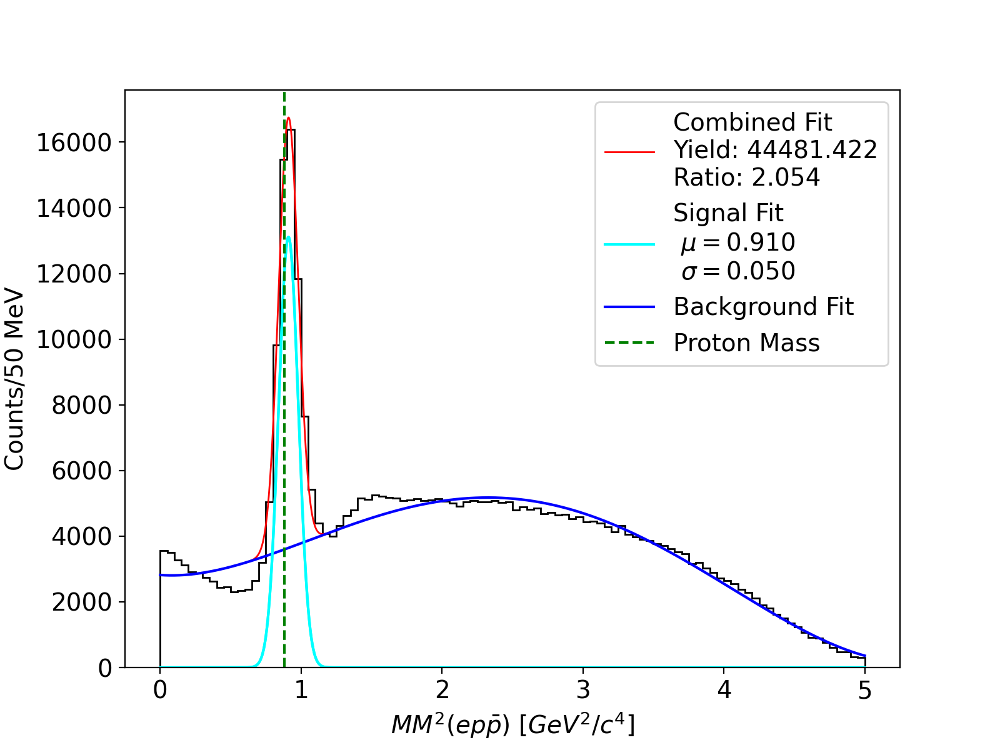 Combined Fit
Yield: 44481.422
Ratio: 2.054
Signal Fit
μ = 0.910
σ = 0.050
Background Fit
Proton Mass
Counts/50 MeV
16000
14000
12000
10000
8000
6000
4000
2000
0
0 1 2 3 4 5
MM²(epp̄) [GeV²/c⁴]